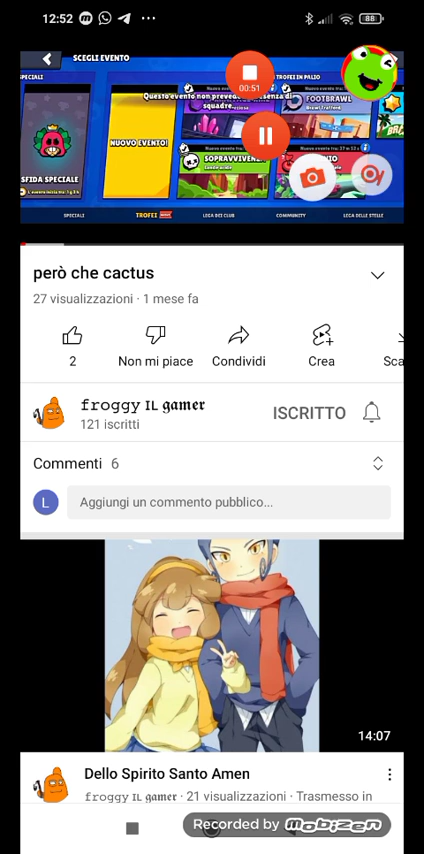 12:52
88
SCEGLI EVENTO
SPECIALI
TROFEI IN PALIO
00:51
Questo evento non prevede
squadre.
FOOTBRAWL
NUOVO EVENTO!
SOPRAVVIVENZA
SFIDA SPECIALE
SPECIALI
TROFEI
LEGA DEI CLUB
COMMUNITY
LEGA DELLE STELLE
però che cactus
27 visualizzazioni · 1 mese fa
2
Non mi piace
Condividi
Crea
Sca
froggy IL gamer
ISCRITTO
121 iscritti
Commenti 6
L
Aggiungi un commento pubblico...
14:07
Dello Spirito Santo Amen
froggy IL gamer · 21 visualizzazioni · Trasmesso in
Recorded by Mobizen